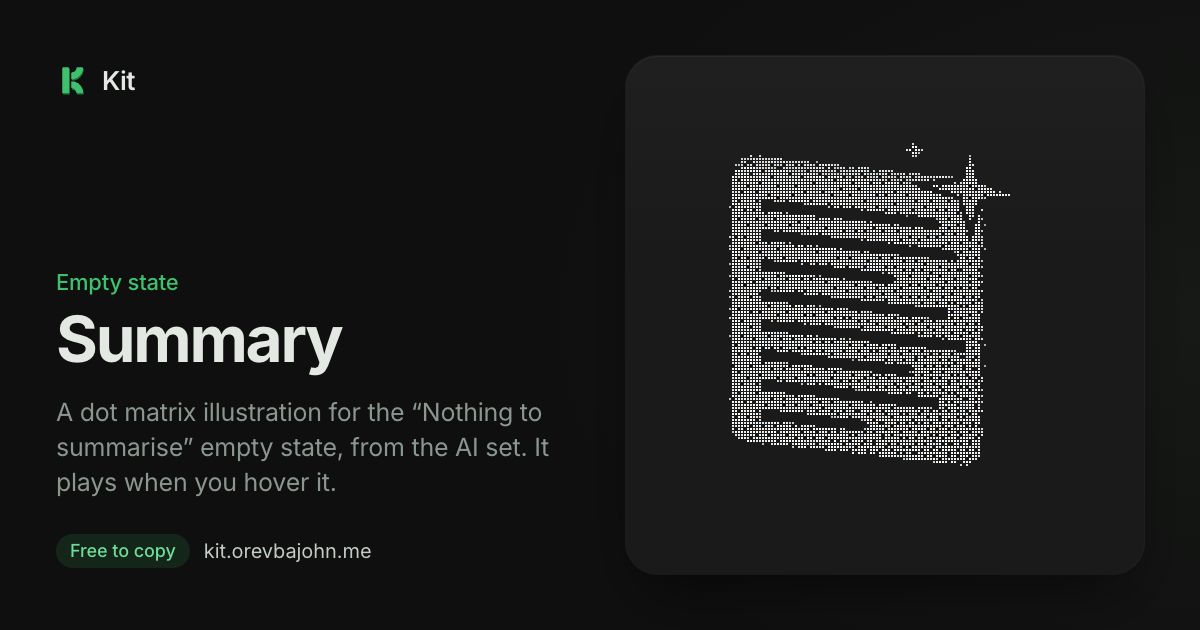 Kit
Empty state
Summary
A dot matrix illustration for the “Nothing to
summarise” empty state, from the AI set. It
plays when you hover it.
Free to copy
kit.orevbajohn.me